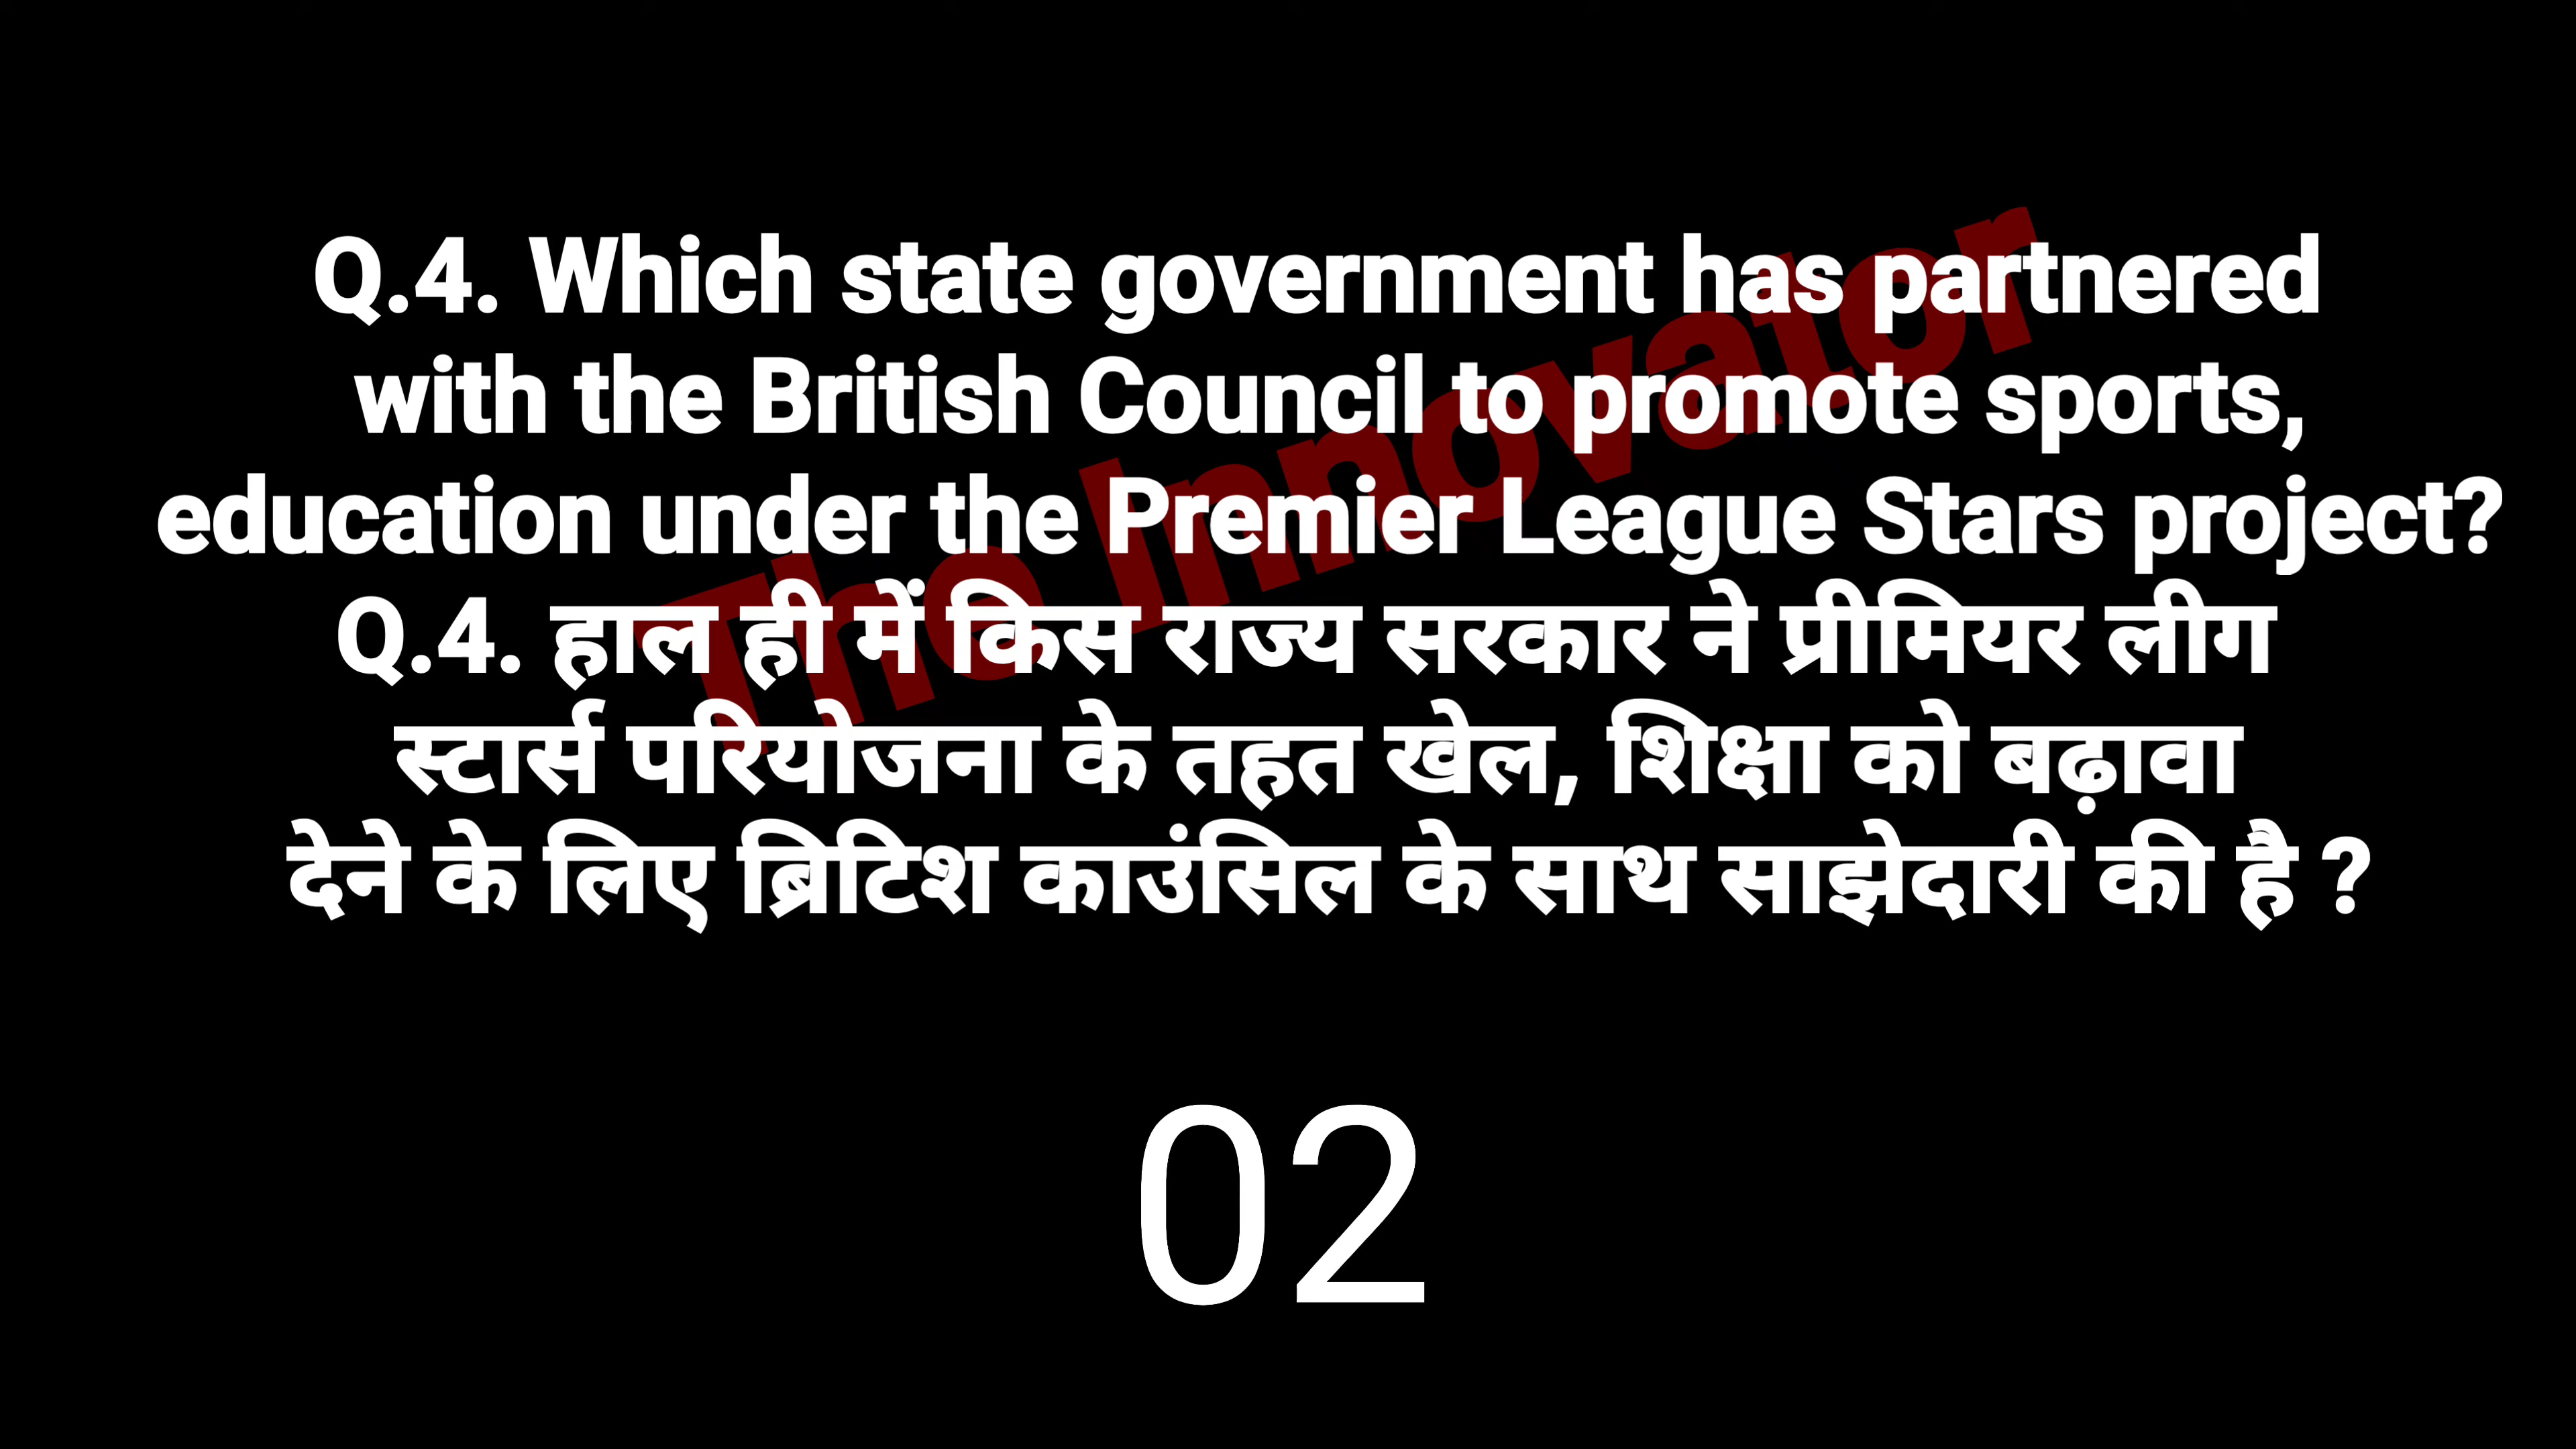 Q.4. Which state government has partnered
with the British Council to promote sports,
education under the Premier League Stars project?
Q.4. हाल ही में किस राज्य सरकार ने प्रीमियर लीग
स्टार्स परियोजना के तहत खेल, शिक्षा को बढ़ावा
देने के लिए ब्रिटिश काउंसिल के साथ साझेदारी की है ?
The Innovator
02